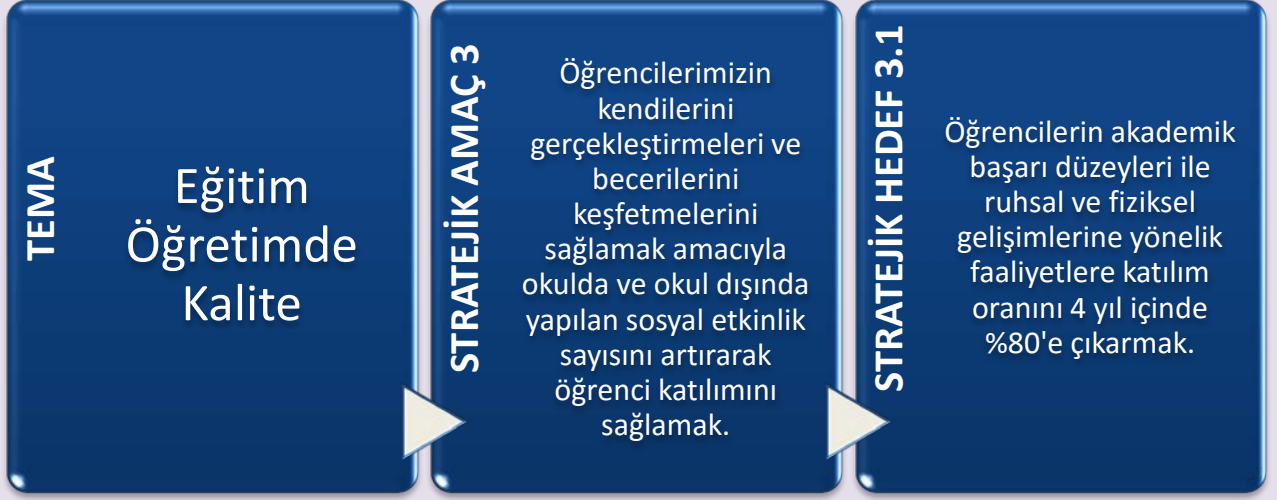 TEMA
Eğitim
Öğretimde
Kalite
STRATEJİK AMAÇ 3
Öğrencilerimizin
kendilerini
gerçekleştirmeleri ve
becerilerini
keşfetmelerini
sağlamak amacıyla
okulda ve okul dışında
yapılan sosyal etkinlik
sayısını artırarak
öğrenci katılımını
sağlamak.
STRATEJİK HEDEF 3.1
Öğrencilerin akademik
başarı düzeyleri ile
ruhsal ve fiziksel
gelişimlerine yönelik
faaliyetlere katılım
oranını 4 yıl içinde
%80'e çıkarmak.